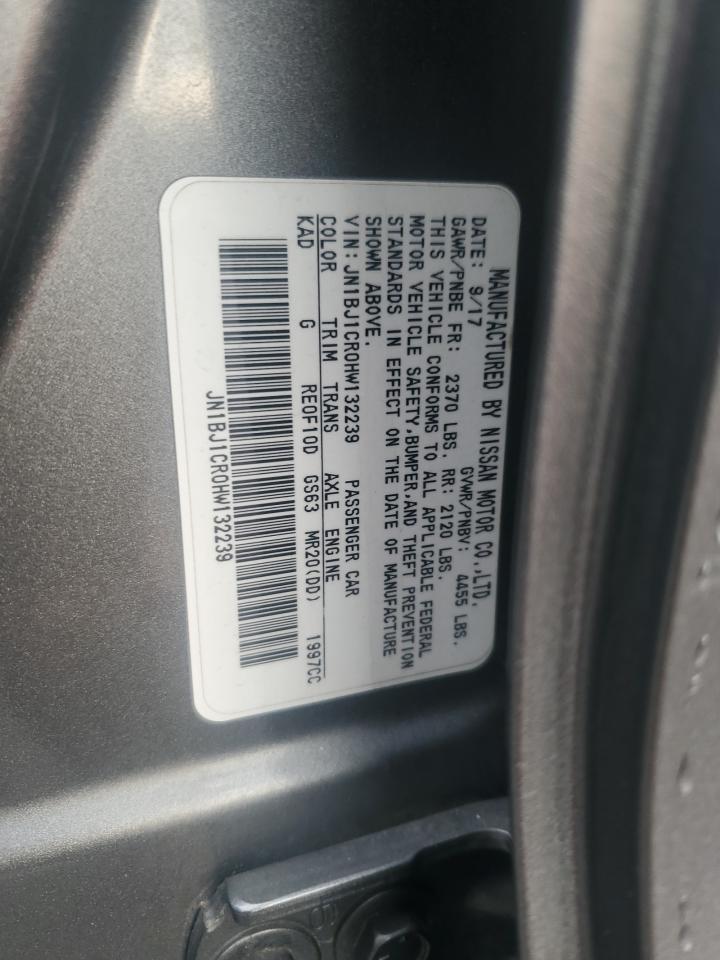 MANUFACTURED BY NISSAN MOTOR CO.,LTD.
DATE: 9/17 GVWR/PNBV: 4455 LBS.
GAWR/PNBE FR: 2370 LBS. RR: 2120 LBS.
THIS VEHICLE CONFORMS TO ALL APPLICABLE FEDERAL
MOTOR VEHICLE SAFETY,BUMPER,AND THEFT PREVENTION
STANDARDS IN EFFECT ON THE DATE OF MANUFACTURE
SHOWN ABOVE.
VIN:JN1BJ1CR0HW132239 PASSENGER CAR
COLOR TRIM TRANS AXLE ENGINE
KAD G RE0F10D GS63 MR20(DD) 1997CC
JN1BJ1CR0HW132239